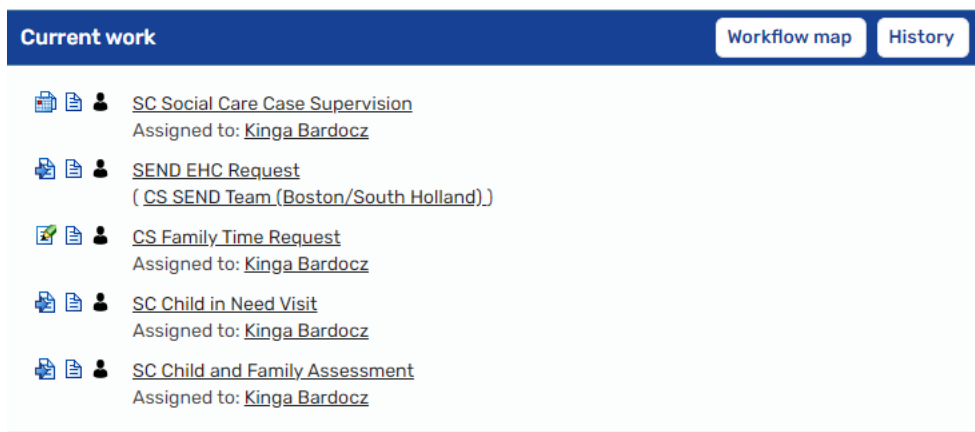 Current work
Workflow map
History
SC Social Care Case Supervision
Assigned to: Kinga Bardocz
SEND EHC Request
( CS SEND Team (Boston/South Holland) )
CS Family Time Request
Assigned to: Kinga Bardocz
SC Child in Need Visit
Assigned to: Kinga Bardocz
SC Child and Family Assessment
Assigned to: Kinga Bardocz